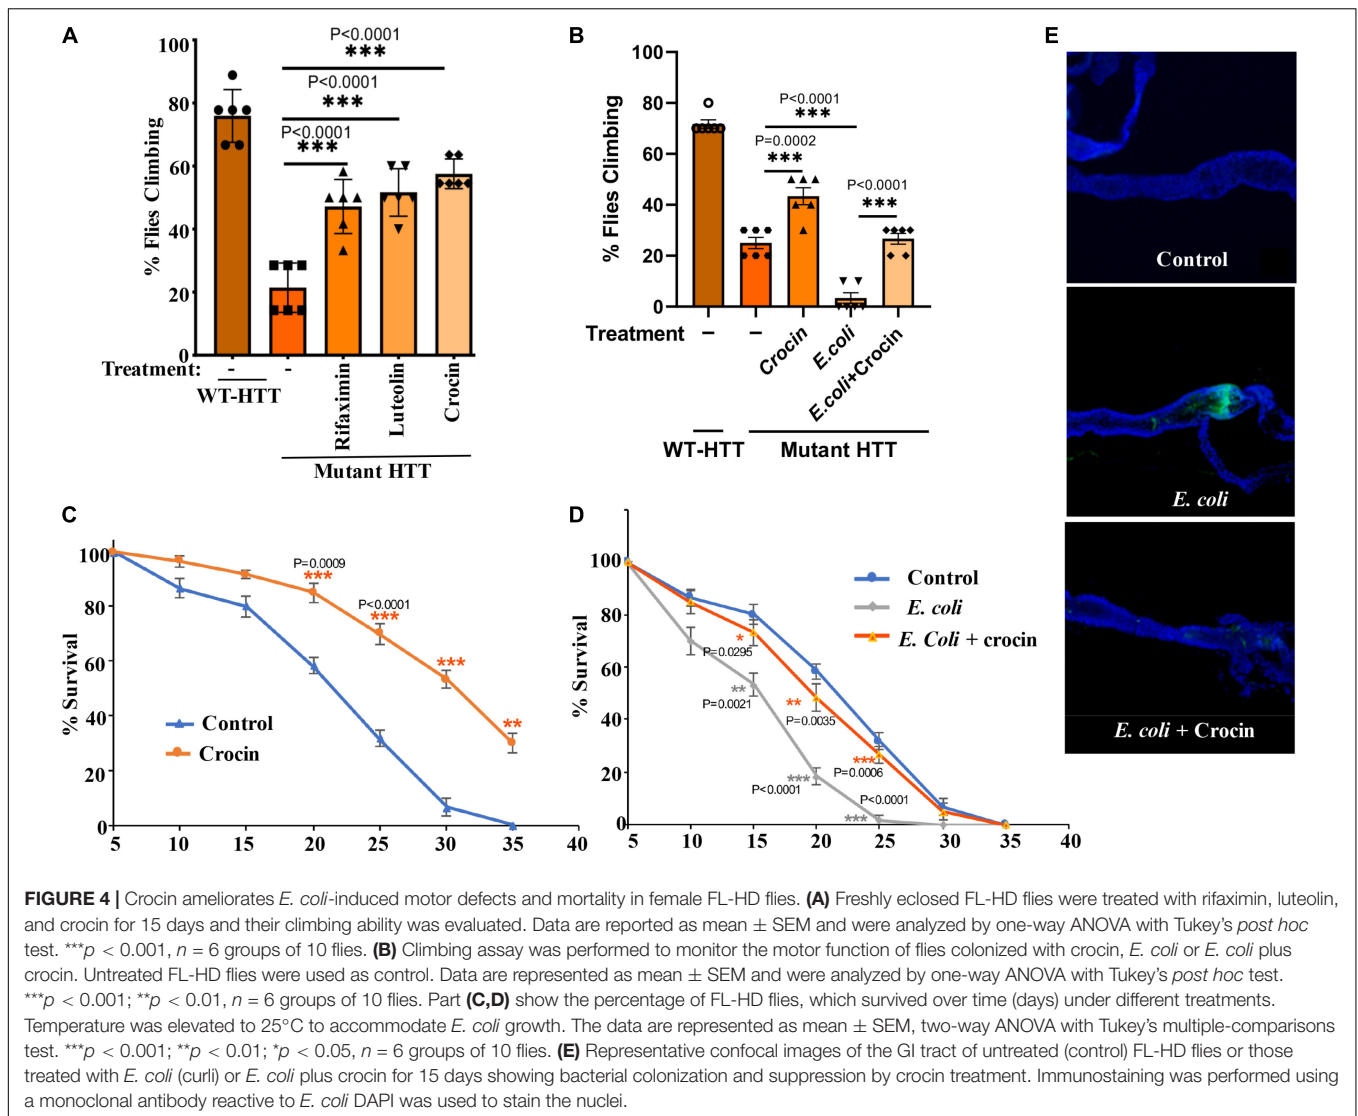 A
100
80
60
40
20
0
% Flies Climbing
P<0.0001
***
P<0.0001
***
P<0.0001
***
Treatment:
-
-
Rifaximin
Luteolin
Crocin
WT-HTT
Mutant HTT
B
100
80
60
40
20
0
% Flies Climbing
P<0.0001
***
P=0.0002
***
P<0.0001
***
Treatment
–
–
Crocin
E.coli
E.coli+Crocin
WT-HTT
Mutant HTT
E
Control
E. coli
E. coli + Crocin
C
100
80
60
40
20
0
% Survival
P=0.0009
***
P<0.0001
***
***
**
Control
Crocin
5 10 15 20 25 30 35 40
D
100
80
60
40
20
0
% Survival
Control
E. coli
E. Coli + crocin
*
P=0.0295
**
P=0.0021
**
P=0.0035
***
P=0.0006
***
P<0.0001
P<0.0001
***
5 10 15 20 25 30 35 40
FIGURE 4 | Crocin ameliorates E. coli-induced motor defects and mortality in female FL-HD flies. (A) Freshly eclosed FL-HD flies were treated with rifaximin, luteolin,
and crocin for 15 days and their climbing ability was evaluated. Data are reported as mean ± SEM and were analyzed by one-way ANOVA with Tukey's post hoc
test. ***p < 0.001, n = 6 groups of 10 flies. (B) Climbing assay was performed to monitor the motor function of flies colonized with crocin, E. coli or E. coli plus
crocin. Untreated FL-HD flies were used as control. Data are represented as mean ± SEM and were analyzed by one-way ANOVA with Tukey's post hoc test.
***p < 0.001; **p < 0.01, n = 6 groups of 10 flies. Part (C,D) show the percentage of FL-HD flies, which survived over time (days) under different treatments.
Temperature was elevated to 25°C to accommodate E. coli growth. The data are represented as mean ± SEM, two-way ANOVA with Tukey's multiple-comparisons
test. ***p < 0.001; **p < 0.01; *p < 0.05, n = 6 groups of 10 flies. (E) Representative confocal images of the GI tract of untreated (control) FL-HD flies or those
treated with E. coli (curli) or E. coli plus crocin for 15 days showing bacterial colonization and suppression by crocin treatment. Immunostaining was performed using
a monoclonal antibody reactive to E. coli DAPI was used to stain the nuclei.